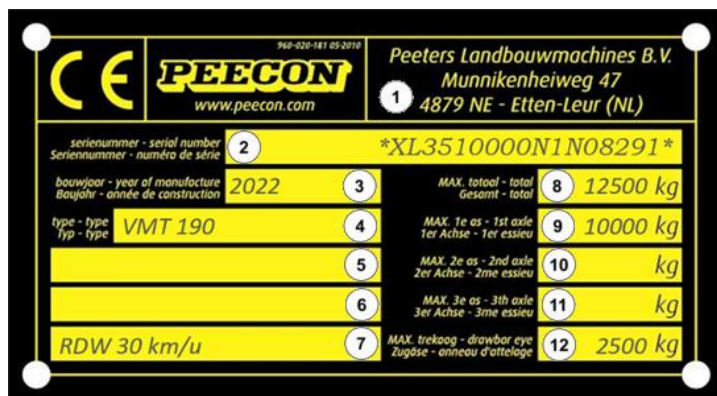 CE
960-020-181 05-2010
PEECON
www.peecon.com
Peeters Landbouwmachines B.V.
Munnikenheiweg 47
1 4879 NE - Etten-Leur (NL)
serienummer - serial number
Seriennummer - numéro de série
2 *XL3510000N1N08291*
bouwjaar - year of manufacture
Baujahr - année de construction
2022 3
type - type
Typ - type
VMT 190 4
5
6
RDW 30 km/u 7
MAX. totaal - total
Gesamt - total
8 12500 kg
MAX. 1e as - 1st axle
1er Achse - 1er essieu
9 10000 kg
MAX. 2e as - 2nd axle
2er Achse - 2me essieu
10 kg
MAX. 3e as - 3th axle
3er Achse - 3me essieu
11 kg
MAX. trekoog - drawbar eye
Zugöse - anneau d'attelage
12 2500 kg